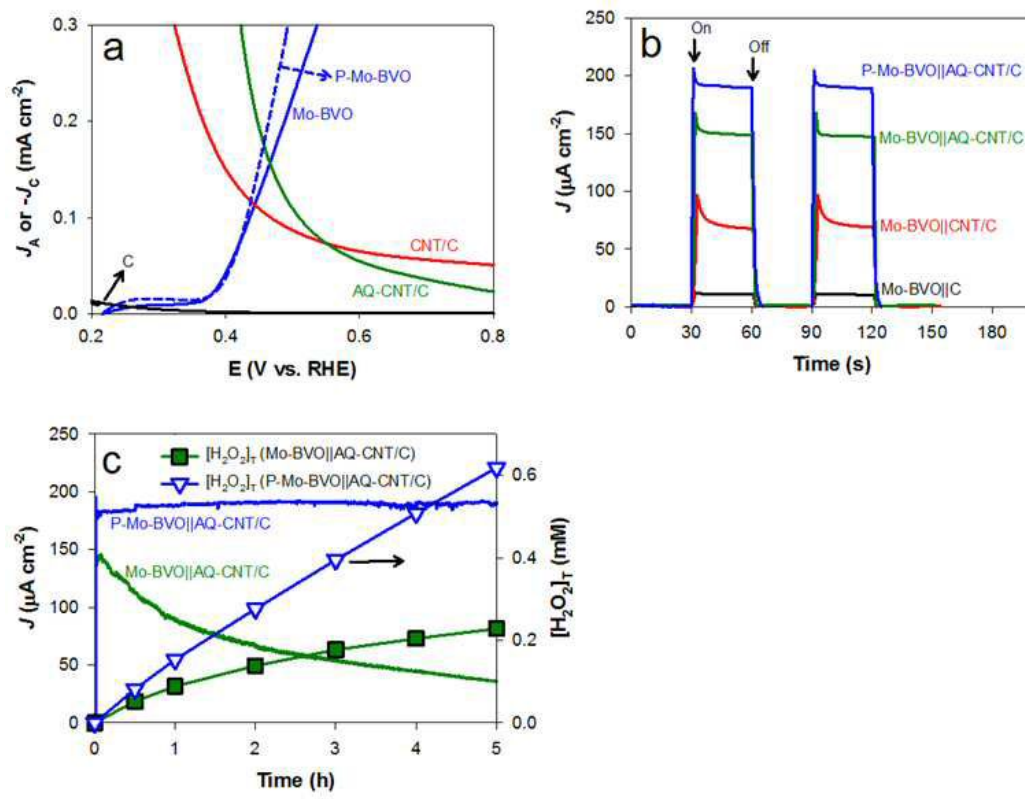 a
0.3
0.2
0.1
0.0
J_A or -J_C (mA cm⁻²)
P-Mo-BVO
Mo-BVO
CNT/C
AQ-CNT/C
C
0.2 0.4 0.6 0.8
E (V vs. RHE)
b
250
200
150
100
50
0
J (μA cm⁻²)
On
Off
P-Mo-BVO||AQ-CNT/C
Mo-BVO||AQ-CNT/C
Mo-BVO||CNT/C
Mo-BVO||C
0 30 60 90 120 150 180
Time (s)
c
250
200
150
100
50
0
J (μA cm⁻²)
[H₂O₂]_T (Mo-BVO||AQ-CNT/C)
[H₂O₂]_T (P-Mo-BVO||AQ-CNT/C)
P-Mo-BVO||AQ-CNT/C
Mo-BVO||AQ-CNT/C
0.6
0.4
0.2
0.0
[H₂O₂]_T (mM)
0 1 2 3 4 5
Time (h)